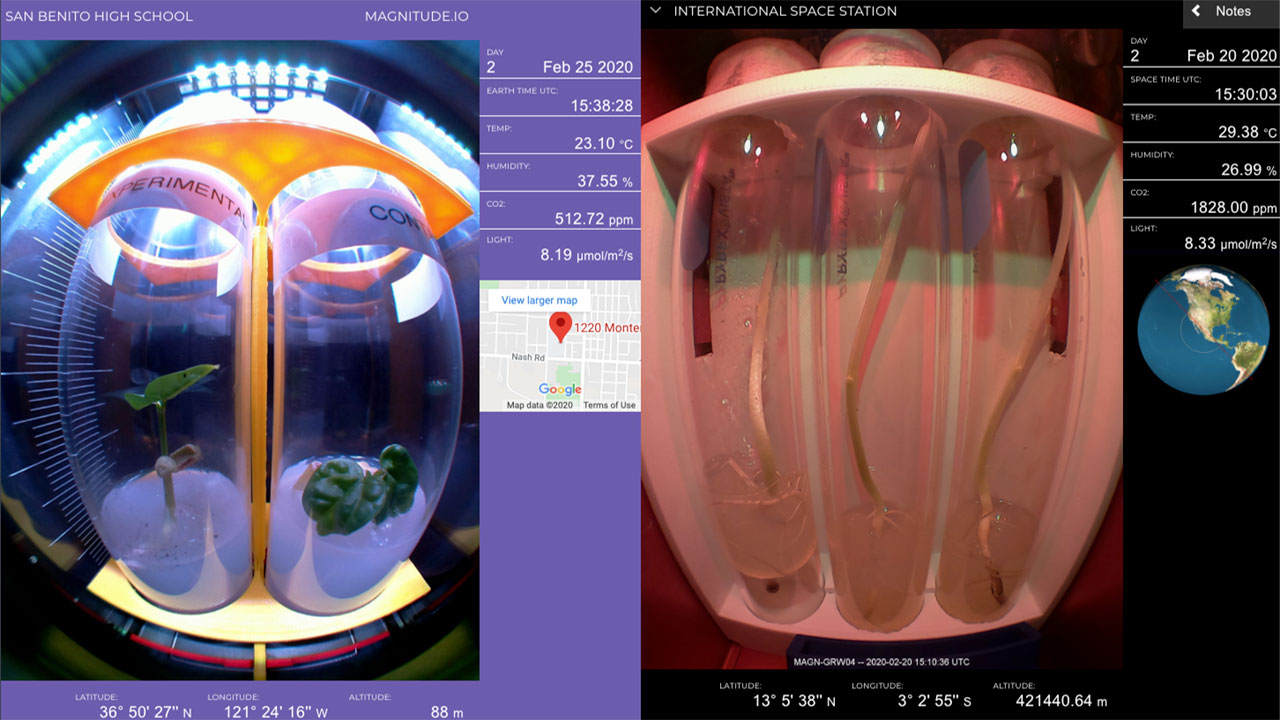 SAN BENITO HIGH SCHOOL
MAGNITUDE.IO
DAY
2 Feb 25 2020
EARTH TIME UTC:
15:38:28
TEMP:
23.10 °C
HUMIDITY:
37.55 %
CO2:
512.72 ppm
LIGHT:
8.19 μmol/m²/s
View larger map
1220 Monte
Nash Rd
Google
Map data ©2020 Terms of Use
PERIMENTA
CON
LATITUDE: LONGITUDE: ALTITUDE:
36° 50' 27" N 121° 24' 16" W 88 m
INTERNATIONAL SPACE STATION
Notes
DAY
2 Feb 20 2020
SPACE TIME UTC:
15:30:03
TEMP:
29.38 °C
HUMIDITY:
26.99 %
CO2:
1828.00 ppm
LIGHT:
8.33 μmol/m²/s
MAGN-GRW04 -- 2020-02-20 15:10:36 UTC
LATITUDE: LONGITUDE: ALTITUDE:
13° 5' 38" N 3° 2' 55" S 421440.64 m